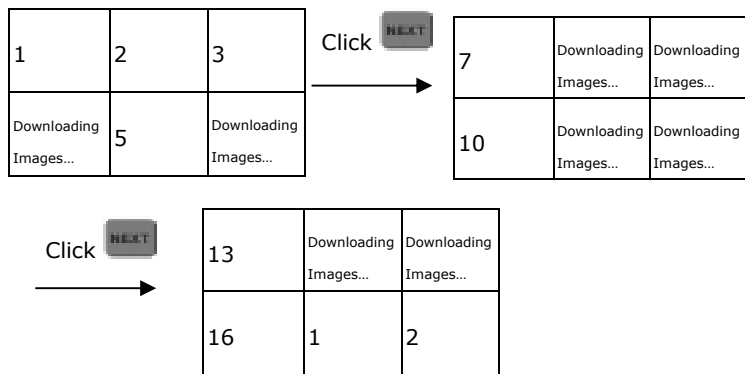 1 2 3
Click NEXT
Downloading Images... 5 Downloading Images...
7 Downloading Images... Downloading Images...
10 Downloading Images... Downloading Images...
Click NEXT
13 Downloading Images... Downloading Images...
16 1 2